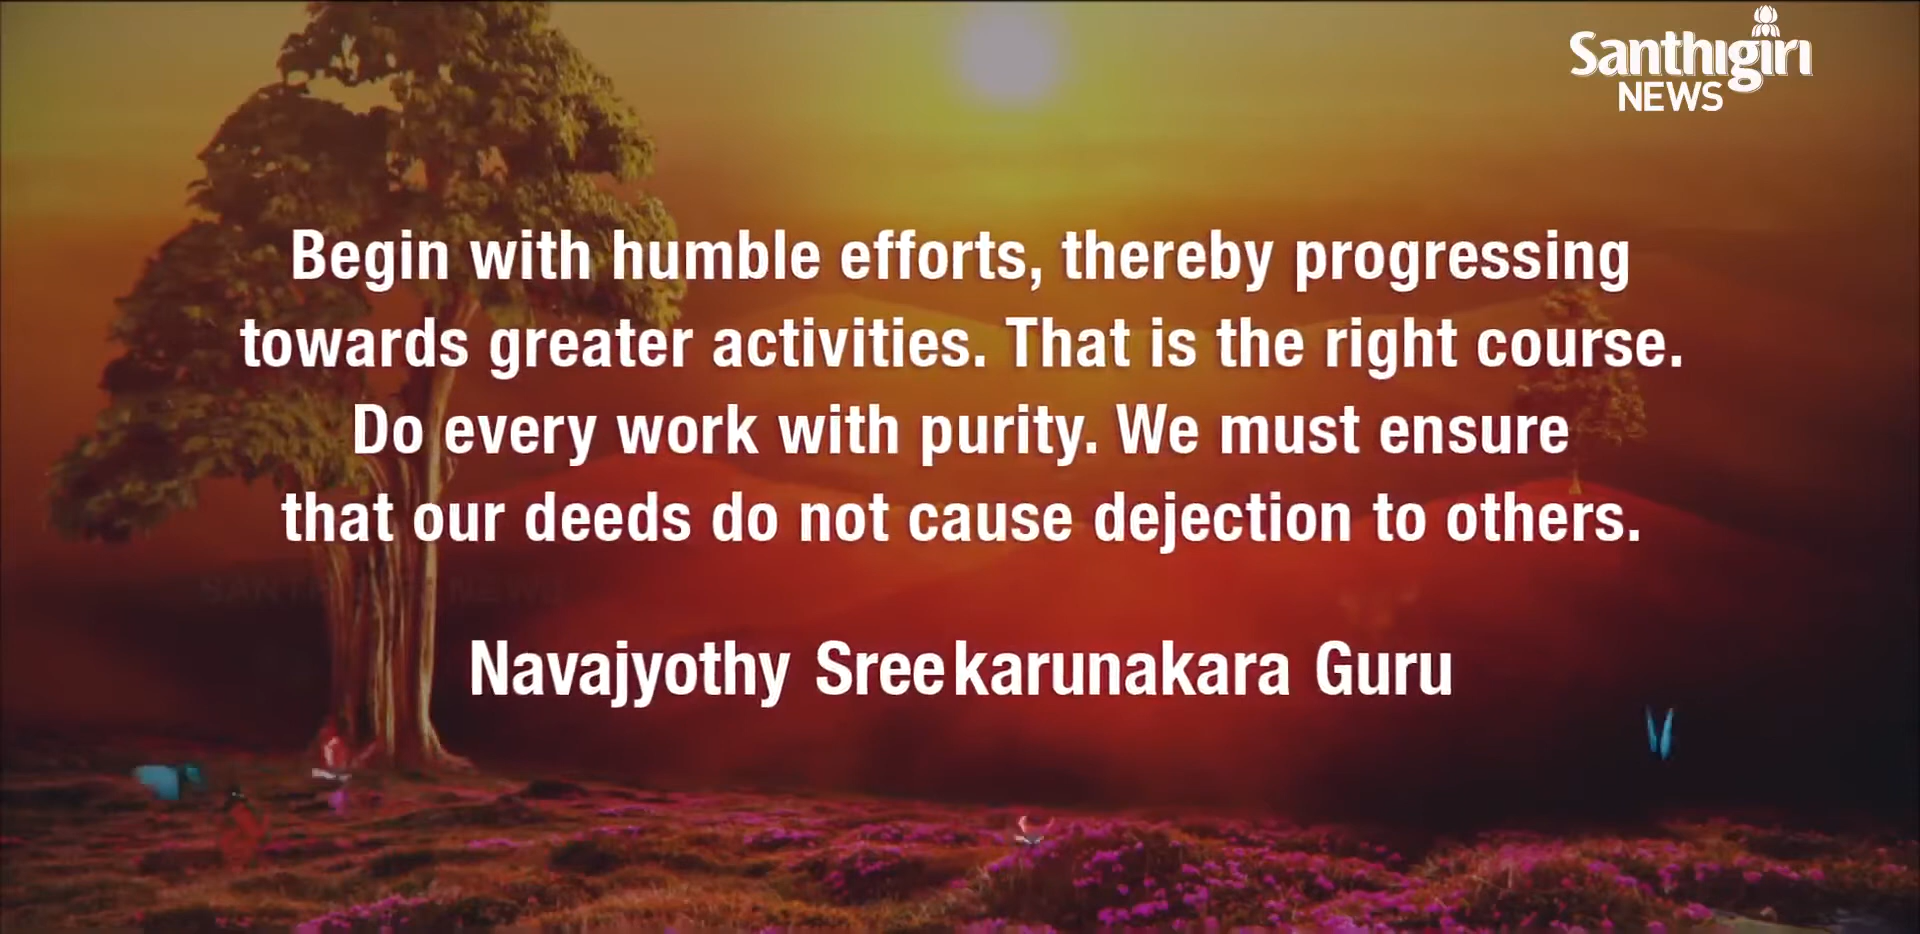 Santhigiri
NEWS
Begin with humble efforts, thereby progressing
towards greater activities. That is the right course.
Do every work with purity. We must ensure
that our deeds do not cause dejection to others.
Navajyothy Sreekarunakara Guru